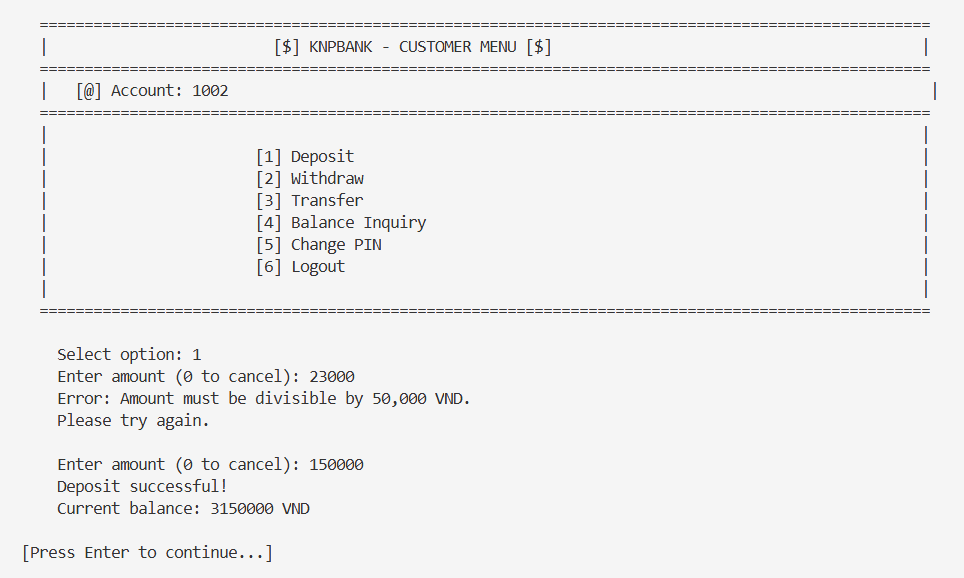 ===================================================================================================
|                         [$] KNPBANK - CUSTOMER MENU [$]                                         |
===================================================================================================
|   [@] Account: 1002                                                                              |
===================================================================================================
|                                                                                                 |
|                       [1] Deposit                                                               |
|                       [2] Withdraw                                                              |
|                       [3] Transfer                                                              |
|                       [4] Balance Inquiry                                                       |
|                       [5] Change PIN                                                            |
|                       [6] Logout                                                                |
|                                                                                                 |
===================================================================================================
Select option: 1
Enter amount (0 to cancel): 23000
Error: Amount must be divisible by 50,000 VND.
Please try again.
Enter amount (0 to cancel): 150000
Deposit successful!
Current balance: 3150000 VND
[Press Enter to continue...]